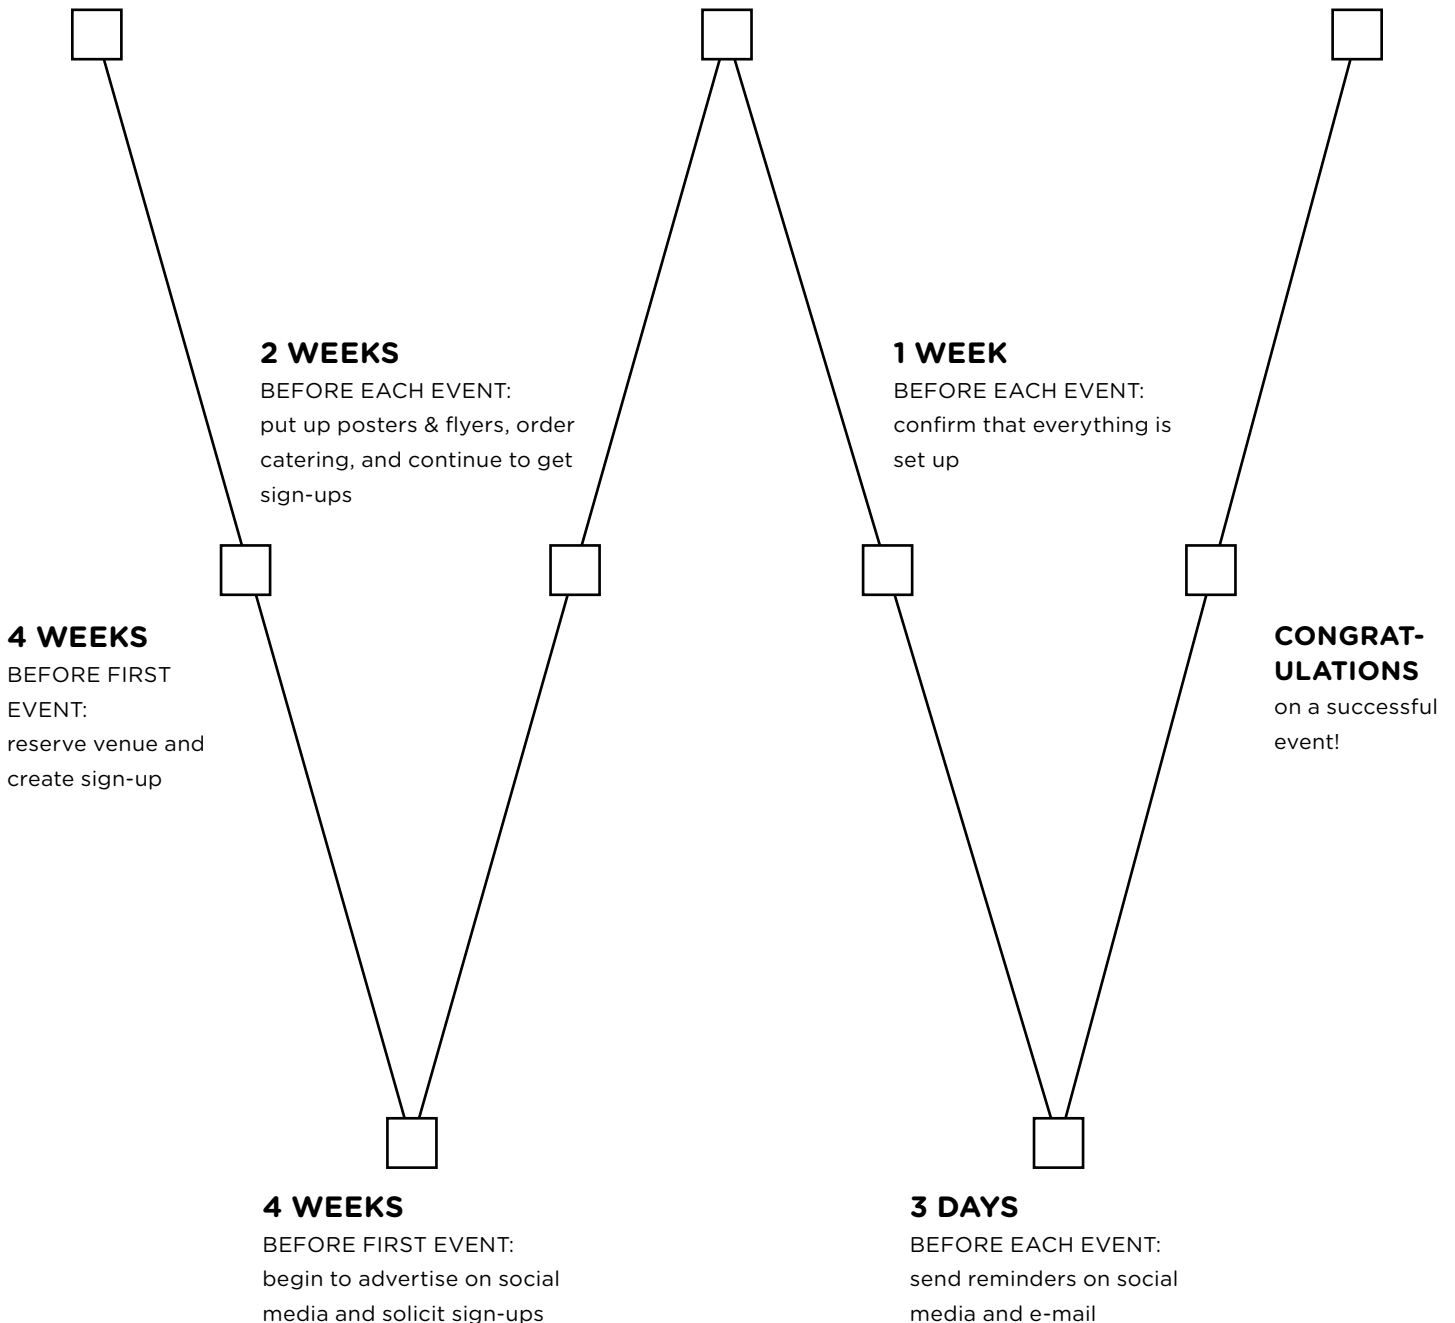 4 WEEKS
BEFORE FIRST
EVENT:
reserve venue and
create sign-up
4 WEEKS
BEFORE FIRST EVENT:
begin to advertise on social
media and solicit sign-ups
2 WEEKS
BEFORE EACH EVENT:
put up posters & flyers, order
catering, and continue to get
sign-ups
1 WEEK
BEFORE EACH EVENT:
confirm that everything is
set up
3 DAYS
BEFORE EACH EVENT:
send reminders on social
media and e-mail
CONGRAT-
ULATIONS
on a successful
event!